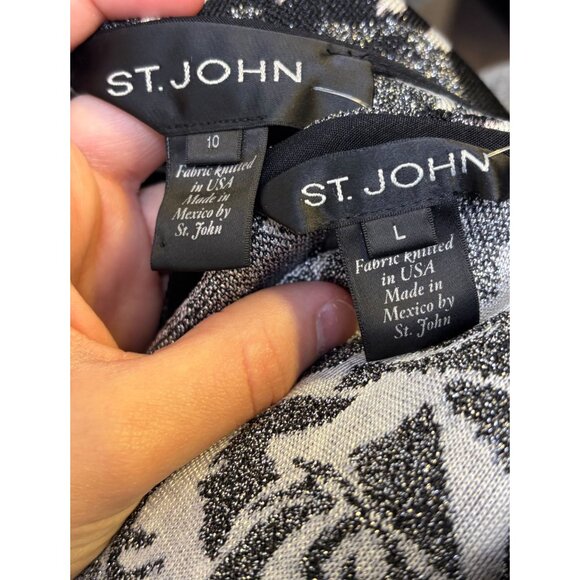 ST. JOHN
10
Fabric knitted
in USA
Made in
Mexico by
St. John
ST. JOHN
L
Fabric knitted
in USA
Made in
Mexico by
St. John